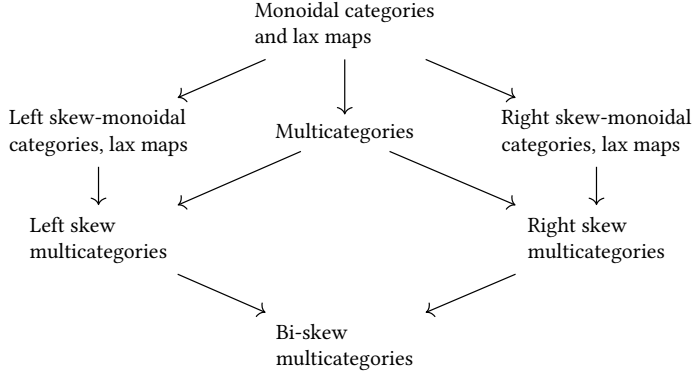 Monoidal categories
and lax maps
Left skew-monoidal
categories, lax maps
Multicategories
Right skew-monoidal
categories, lax maps
Left skew
multicategories
Right skew
multicategories
Bi-skew
multicategories